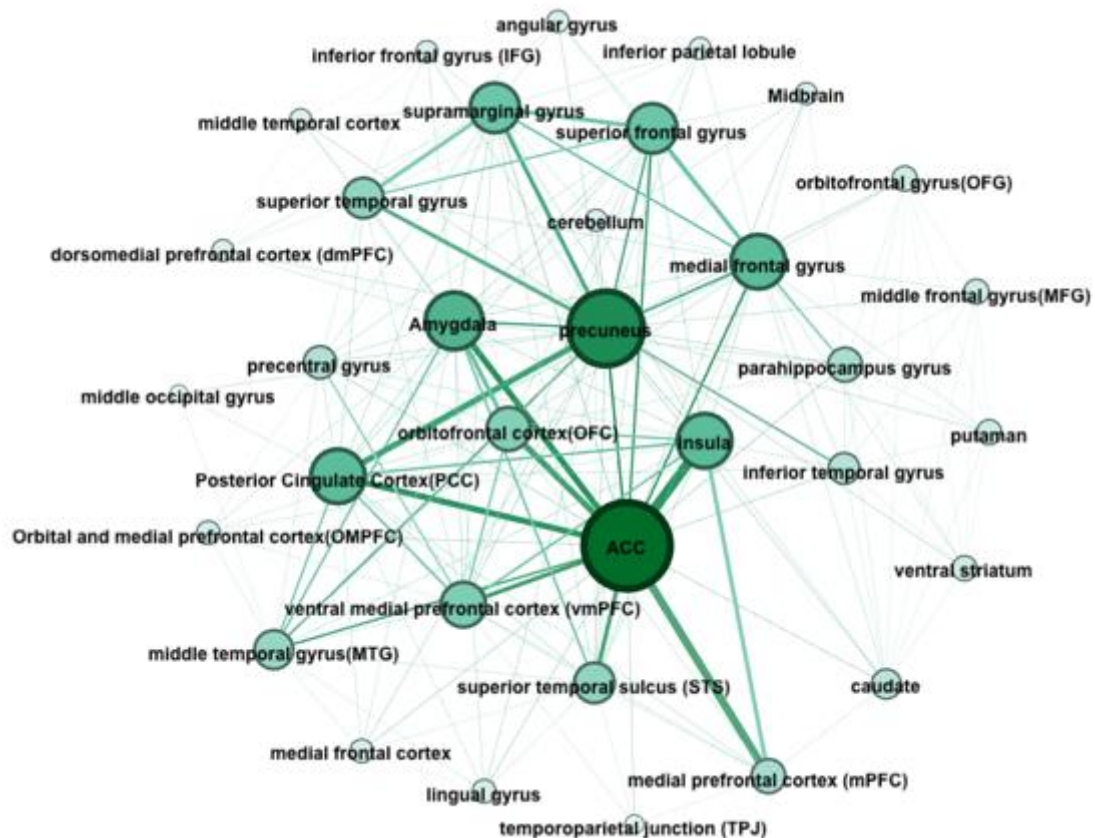 angular gyrus
inferior frontal gyrus (IFG)
inferior parietal lobule
supramarginal gyrus
Midbrain
middle temporal cortex
superior frontal gyrus
orbitofrontal gyrus(OFG)
superior temporal gyrus
cerebellum
dorsomedial prefrontal cortex (dmPFC)
medial frontal gyrus
middle frontal gyrus(MFG)
Amygdala
precuneus
precentral gyrus
parahippocampus gyrus
middle occipital gyrus
orbitofrontal cortex(OFC)
insula
putaman
Posterior Cingulate Cortex(PCC)
inferior temporal gyrus
Orbital and medial prefrontal cortex(OMPFC)
ACC
ventral striatum
ventral medial prefrontal cortex (vmPFC)
middle temporal gyrus(MTG)
superior temporal sulcus (STS)
caudate
medial frontal cortex
medial prefrontal cortex (mPFC)
lingual gyrus
temporoparietal junction (TPJ)